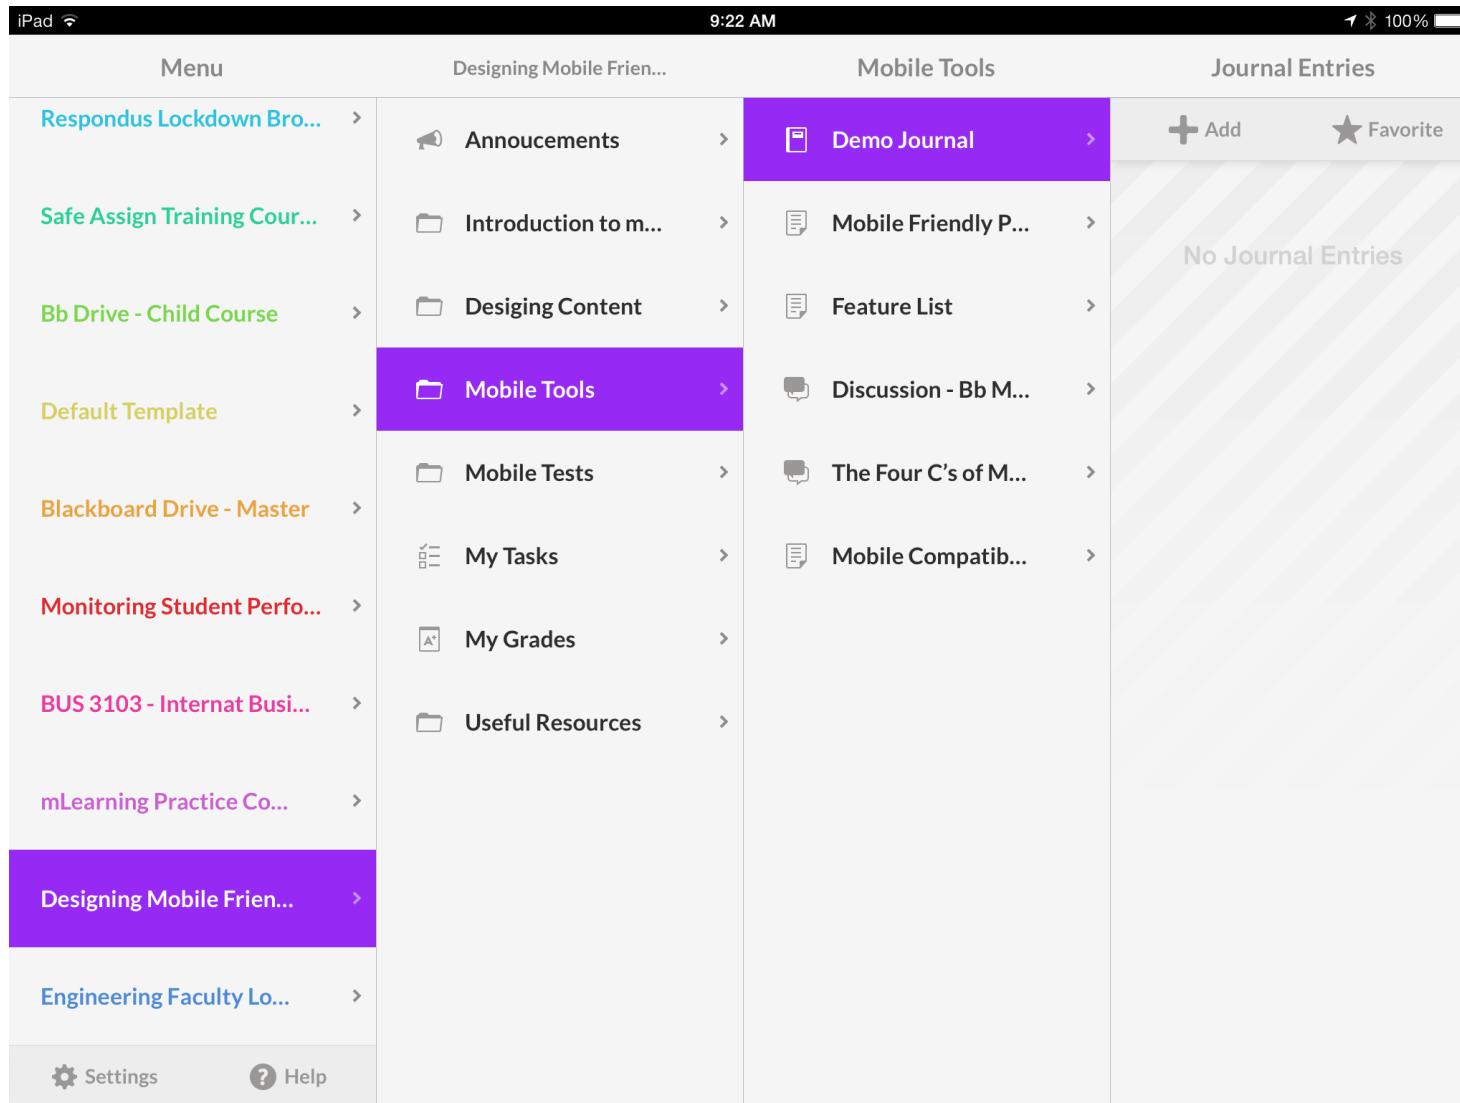 iPad
9:22 AM
100%
Menu
Respondus Lockdown Bro...
Safe Assign Training Cour...
Bb Drive - Child Course
Default Template
Blackboard Drive - Master
Monitoring Student Perfo...
BUS 3103 - Internat Busi...
mLearning Practice Co...
Designing Mobile Frien...
Engineering Faculty Lo...
Settings
Help
Designing Mobile Frien...
Annoucements
Introduction to m...
Desiging Content
Mobile Tools
Mobile Tests
My Tasks
A+
My Grades
Useful Resources
Mobile Tools
Demo Journal
Mobile Friendly P...
Feature List
Discussion - Bb M...
The Four C's of M...
Mobile Compatib...
Journal Entries
Add
Favorite
No Journal Entries